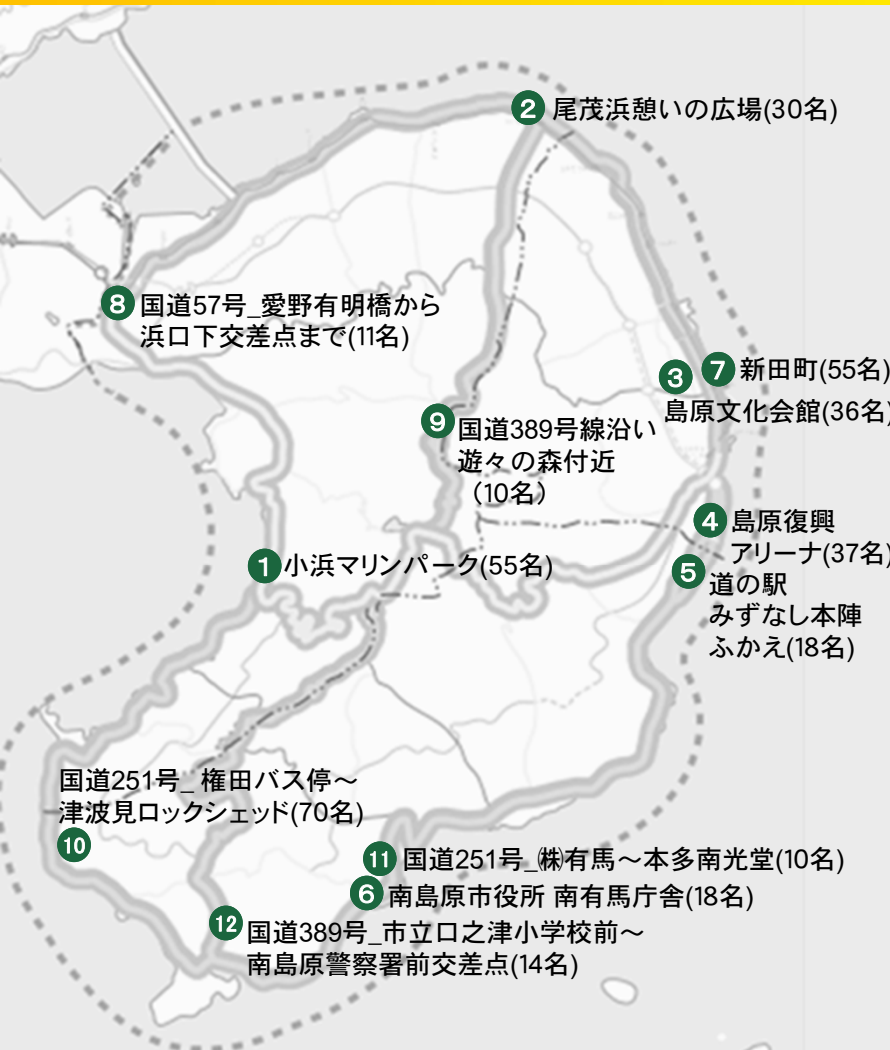 2 尾茂浜憩いの広場(30名)
8 国道57号_愛野有明橋から
浜口下交差点まで(11名)
7 新田町(55名)
3
島原文化会館(36名)
9 国道389号線沿い
遊々の森付近
(10名)
4 島原復興
アリーナ(37名)
1 小浜マリンパーク(55名)
5 道の駅
みずなし本陣
ふかえ(18名)
国道251号_ 権田バス停～
津波見ロックシェッド(70名)
10
11 国道251号_㈱有馬～本多南光堂(10名)
6 南島原市役所 南有馬庁舎(18名)
12 国道389号_市立口之津小学校前～
南島原警察署前交差点(14名)